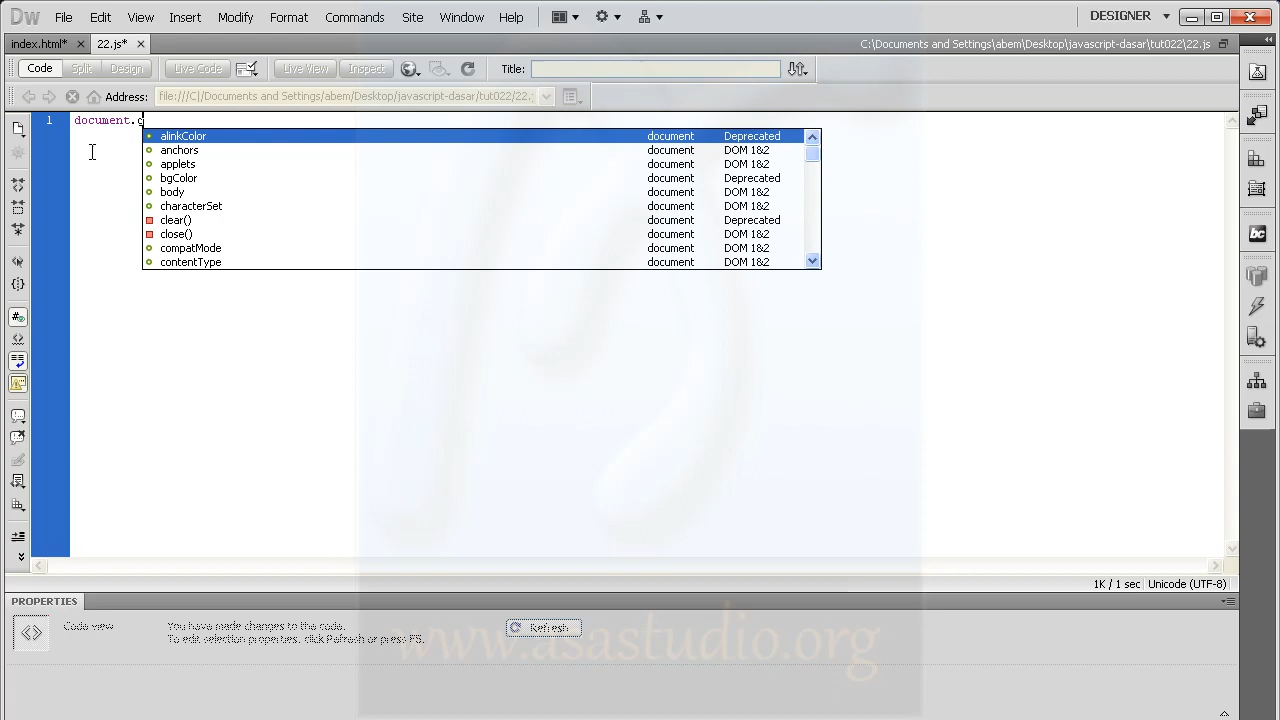 Dw File Edit View Insert Modify Format Commands Site Window Help DESIGNER
index.html* 22.js* C:\Documents and Settings\abem\Desktop\javascript-dasar\tut022\22.js
Code Split Design Live Code Live View Inspect Title:
Address: file:///C|/Documents and Settings/abem/Desktop/javascript-dasar/tut022/22.
1 document.g
alinkColor document Deprecated
anchors document DOM 1&2
applets document DOM 1&2
bgColor document Deprecated
body document DOM 1&2
characterSet document DOM 1&2
clear() document Deprecated
close() document DOM 1&2
compatMode document DOM 1&2
contentType document DOM 1&2
bc
1K / 1 sec Unicode (UTF-8)
PROPERTIES
Code view You have made changes to the code. Refresh
To edit selection properties, click Refresh or press F5.
www.asastudio.org